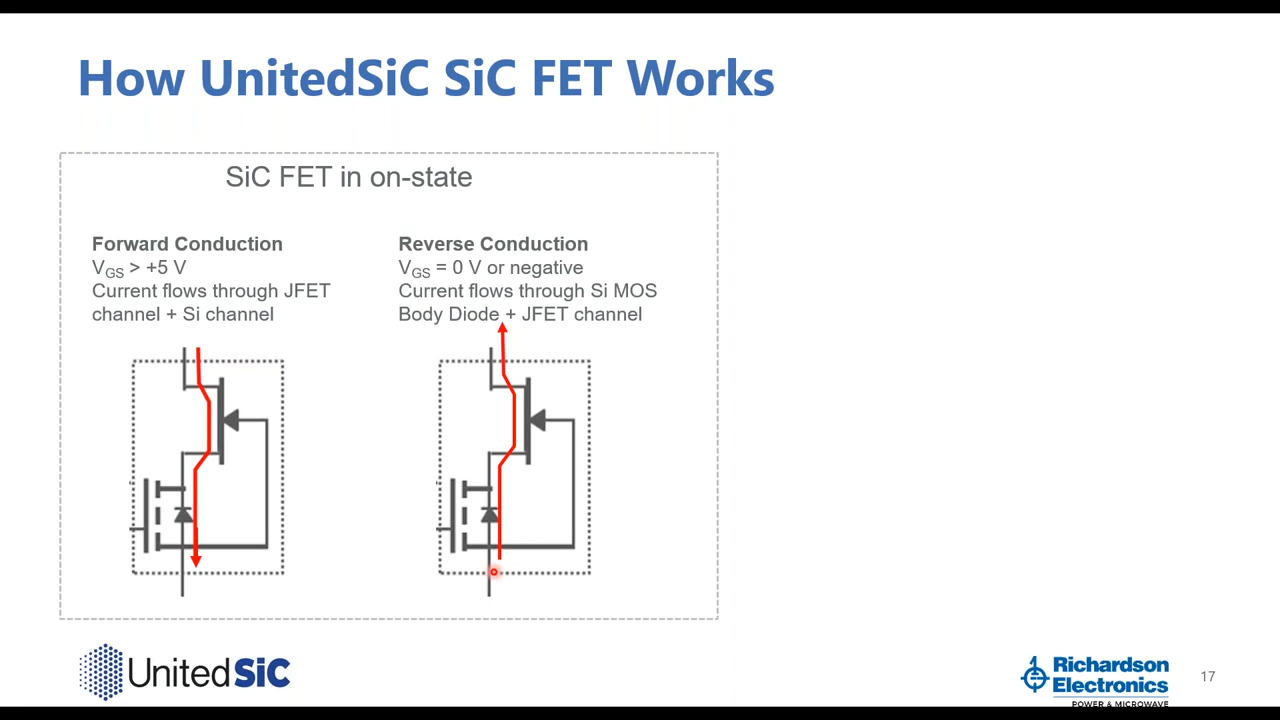 How UnitedSiC SiC FET Works
SiC FET in on-state
Forward Conduction
VGS > +5 V
Current flows through JFET
channel + Si channel
Reverse Conduction
VGS = 0 V or negative
Current flows through Si MOS
Body Diode + JFET channel
UnitedSiC
Richardson
Electronics
POWER & MICROWAVE
17